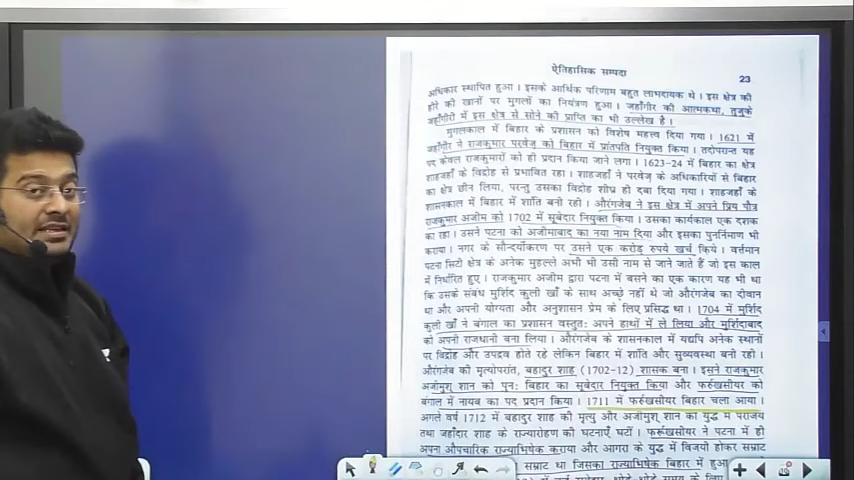 ऐतिहासिक सम्पदा
23
अधिकार स्थापित हुआ । इसके आर्थिक परिणाम बहुत लाभदायक थे । इस क्षेत्र की
हीरे की खानों पर मुगलों का नियंत्रण हुआ । जहाँगीर की आत्मकथा, तुजुके
जहाँगीरी में इस क्षेत्र से सोने की प्राप्ति का भी उल्लेख है ।
मुगलकाल में बिहार के प्रशासन को विशेष महत्त्व दिया गया । 1621 में
जहाँगीर ने राजकुमार परवेज़ को बिहार में प्रांतपति नियुक्त किया । तदोपरान्त यह
पद केवल राजकुमारों को ही प्रदान किया जाने लगा । 1623-24 में बिहार का क्षेत्र
शाहजहाँ के विद्रोह से प्रभावित रहा । शाहजहाँ ने परवेज़ के अधिकारियों से बिहार
का क्षेत्र छीन लिया, परन्तु उसका विद्रोह शीघ्र ही दबा दिया गया । शाहजहाँ के
शासनकाल में बिहार में शांति बनी रही । औरंगजेब ने इस क्षेत्र में अपने प्रिय पौत्र
राजकुमार अजीम को 1702 में सूबेदार नियुक्त किया । उसका कार्यकाल एक दशक
का रहा । उसने पटना को अजीमाबाद का नया नाम दिया और इसका पुनर्निमाण भी
कराया । नगर के सौन्दर्यीकरण पर उसने एक करोड़ रुपये खर्च किये । वर्त्तमान
पटना सिटी क्षेत्र के अनेक मुहल्ले अभी भी उसी नाम से जाने जाते हैं जो इस काल
में निर्धारित हुए । राजकुमार अजीम द्वारा पटना में बसने का एक कारण यह भी था
कि उसके संबंध मुर्शिद कुली खाँ के साथ अच्छे नहीं थे जो औरंगजेब का दीवान
था और अपनी योग्यता और अनुशासन प्रेम के लिए प्रसिद्ध था । 1704 में मुर्शिद
कुली खाँ ने बंगाल का प्रशासन वस्तुत: अपने हाथों में ले लिया और मुर्शिदाबाद
को अपनी राजधानी बना लिया । औरंगजेब के शासनकाल में यद्यपि अनेक स्थानों
पर विद्रोह और उपद्रव होते रहे लेकिन बिहार में शांति और सुव्यवस्था बनी रही ।
औरंगजेब की मृत्योपरांत, बहादुर शाह (1702-12) शासक बना । इसने राजकुमार
अजीमुश् शान को पुन: बिहार का सूबेदार नियुक्त किया और फर्रुखसीयर को
बंगाल में नायब का पद प्रदान किया । 1711 में फर्रुखसीयर बिहार चला आया ।
अगले वर्ष 1712 में बहादुर शाह की मृत्यु और अजीमुश् शान का युद्ध में पराजय
तथा जहाँदार शाह के राज्यारोहण की घटनाएँ घटीं । फर्रूखसीयर ने पटना में ही
अपना औपचारिक राज्याभिषेक कराया और आगरा के युद्ध में विजयी होकर सम्राट
सम्राट था जिसका राज्याभिषेक बिहार में हुआ